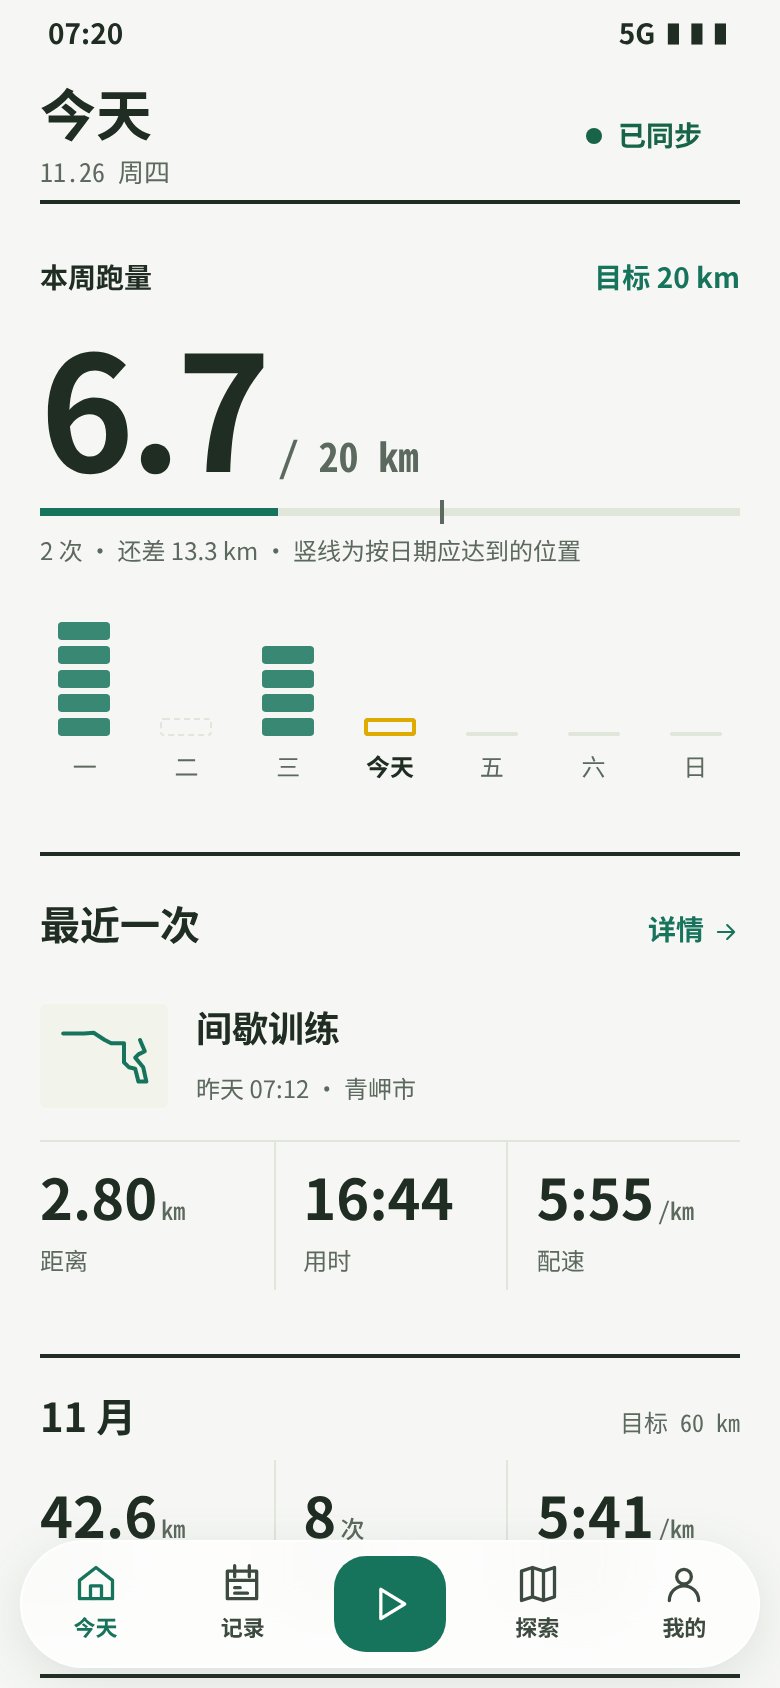 07:20 5G
今天
已同步
11.26 周四
本周跑量 目标 20 km
6.7 / 20 km
2 次 • 还差 13.3 km • 竖线为按日期应达到的位置
一 二 三 今天 五 六 日
最近一次 详情 →
间歇训练
昨天 07:12 • 青岬市
2.80 km 16:44 5:55 /km
距离 用时 配速
11 月 目标 60 km
42.6 km 8 次 5:41 /km
今天 记录 探索 我的